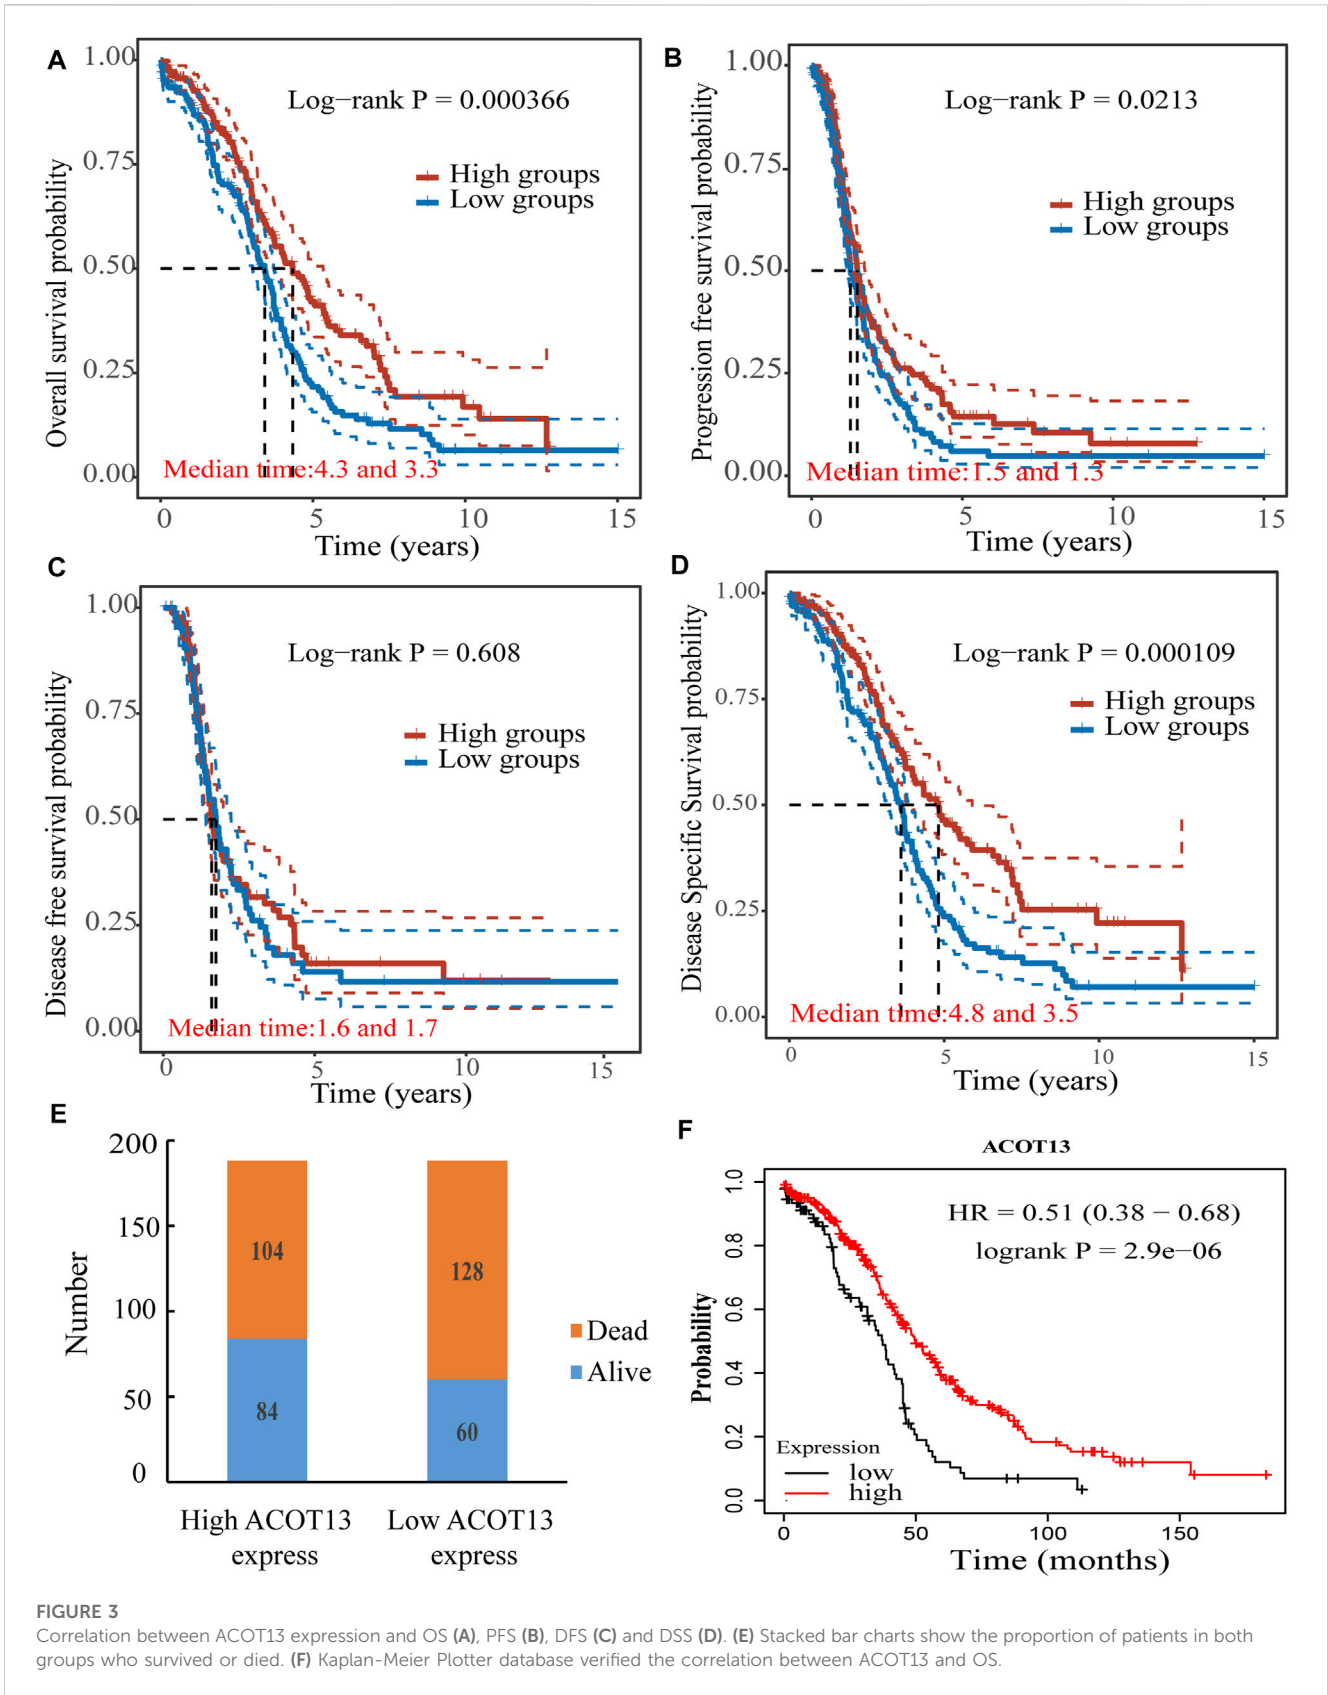 A
1.00
0.75
0.50
0.25
0.00
Overall survival probability
Log−rank P = 0.000366
High groups
Low groups
Median time:4.3 and 3.3
0 5 10 15
Time (years)
B
1.00
0.75
0.50
0.25
0.00
Progression free survival probability
Log−rank P = 0.0213
High groups
Low groups
Median time:1.5 and 1.3
0 5 10 15
Time (years)
C
1.00
0.75
0.50
0.25
0.00
Disease free survival probability
Log−rank P = 0.608
High groups
Low groups
Median time:1.6 and 1.7
0 5 10 15
Time (years)
D
1.00
0.75
0.50
0.25
0.00
Disease Specific Survival probability
Log−rank P = 0.000109
High groups
Low groups
Median time:4.8 and 3.5
0 5 10 15
Time (years)
E
200
150
100
50
0
Number
104
84
128
60
Dead
Alive
High ACOT13
express
Low ACOT13
express
F
ACOT13
1.0
0.8
0.6
0.4
0.2
0.0
Probability
HR = 0.51 (0.38 − 0.68)
logrank P = 2.9e−06
Expression
low
high
0 50 100 150
Time (months)
FIGURE 3
Correlation between ACOT13 expression and OS (A), PFS (B), DFS (C) and DSS (D). (E) Stacked bar charts show the proportion of patients in both
groups who survived or died. (F) Kaplan-Meier Plotter database verified the correlation between ACOT13 and OS.